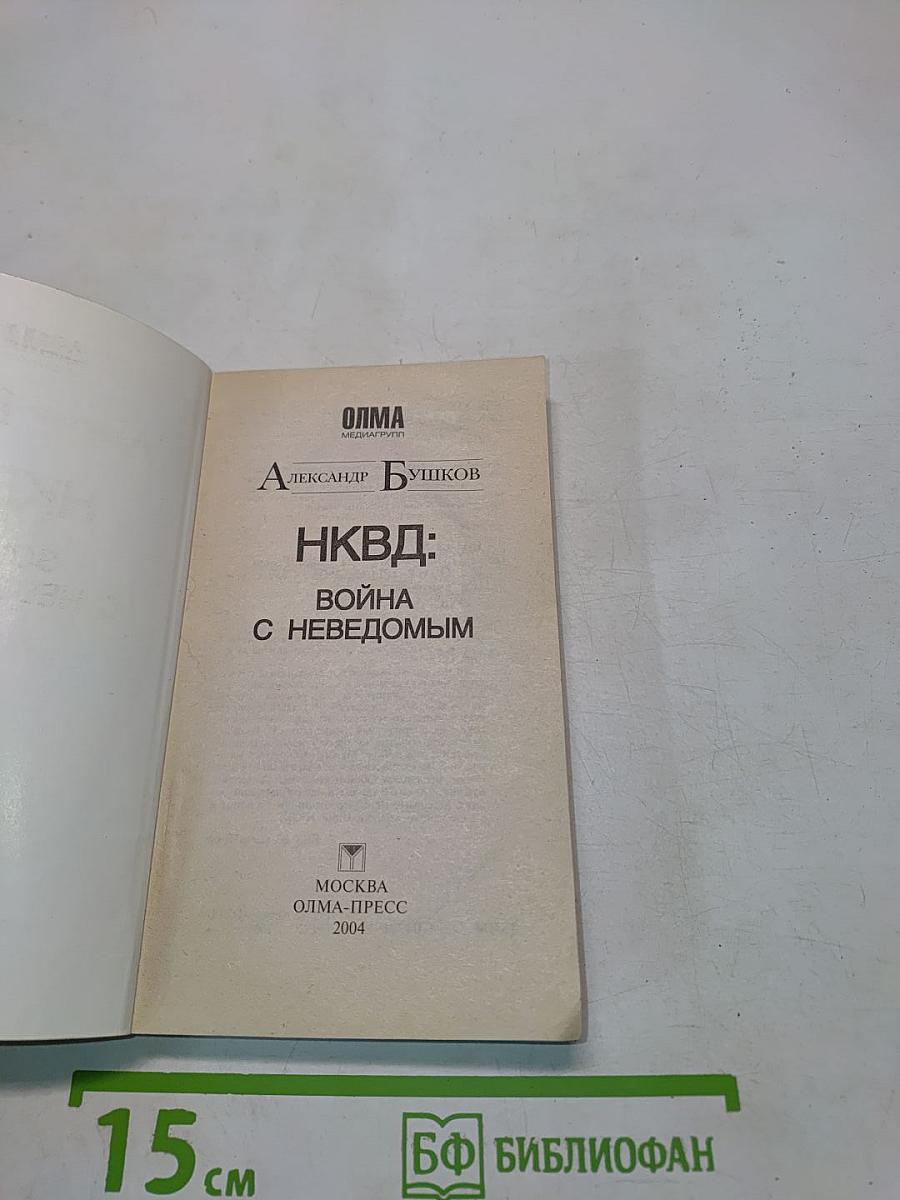 ОЛМА
МЕДИАГРУПП
АЛЕКСАНДР БУШКОВ
НКВД:
ВОЙНА
С НЕВЕДОМЫМ
МОСКВА
ОЛМА-ПРЕСС
2004
15 см
БФ БИБЛИОФАН